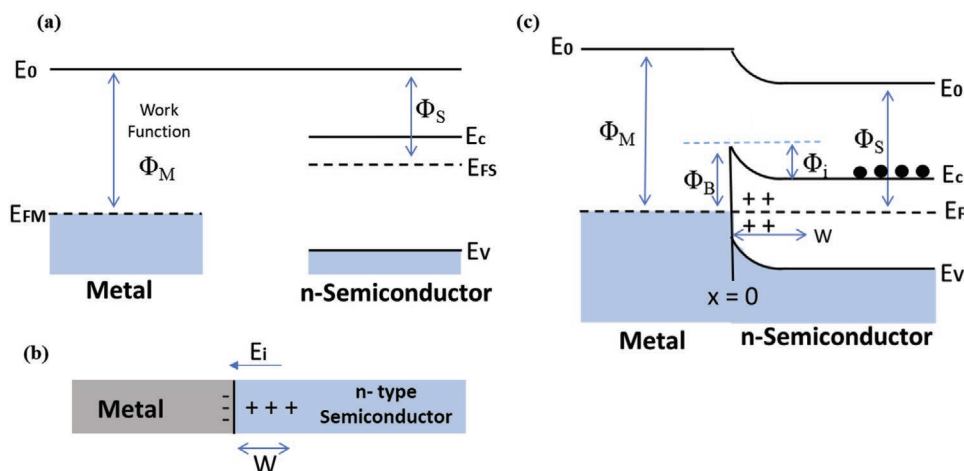 (a)
E0
E0
Work
Function
ΦM
ΦS
Ec
EFS
EFM
Ev
Metal
n-Semiconductor
(b)
Ei
Metal
-
-
-
+ + +
n- type
Semiconductor
W
(c)
E0
E0
ΦM
ΦS
ΦB
Φi
Ec
+ +
EF
+ +
W
Ev
x = 0
Metal
n-Semiconductor